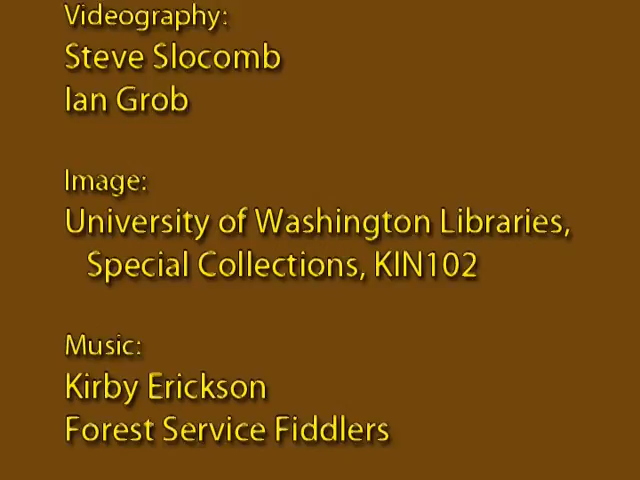 Videography:
Steve Slocomb
Ian Grob
Image:
University of Washington Libraries,
Special Collections, KIN102
Music:
Kirby Erickson
Forest Service Fiddlers